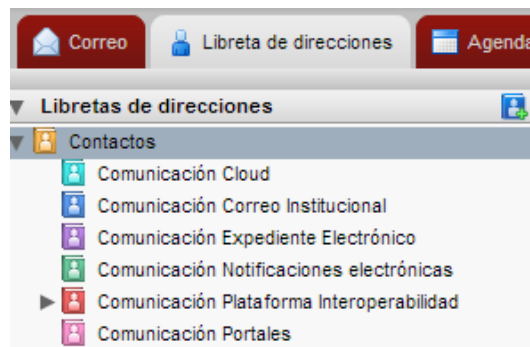 Correo Libreta de direcciones Agenda
Libretas de direcciones
Contactos
Comunicación Cloud
Comunicación Correo Institucional
Comunicación Expediente Electrónico
Comunicación Notificaciones electrónicas
Comunicación Plataforma Interoperabilidad
Comunicación Portales